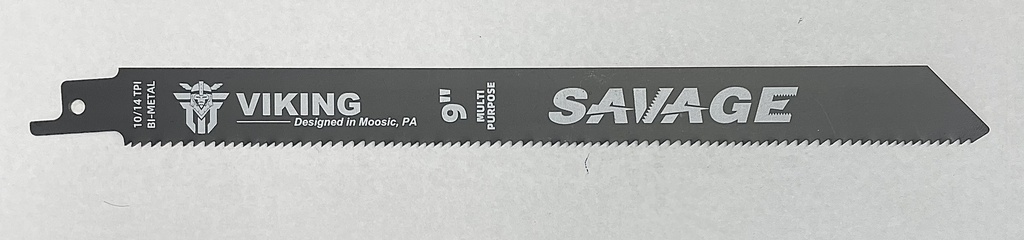 10/14 TPI
BI-METAL
VIKING
Designed in Moosic, PA
9"
MULTI
PURPOSE
SAVAGE